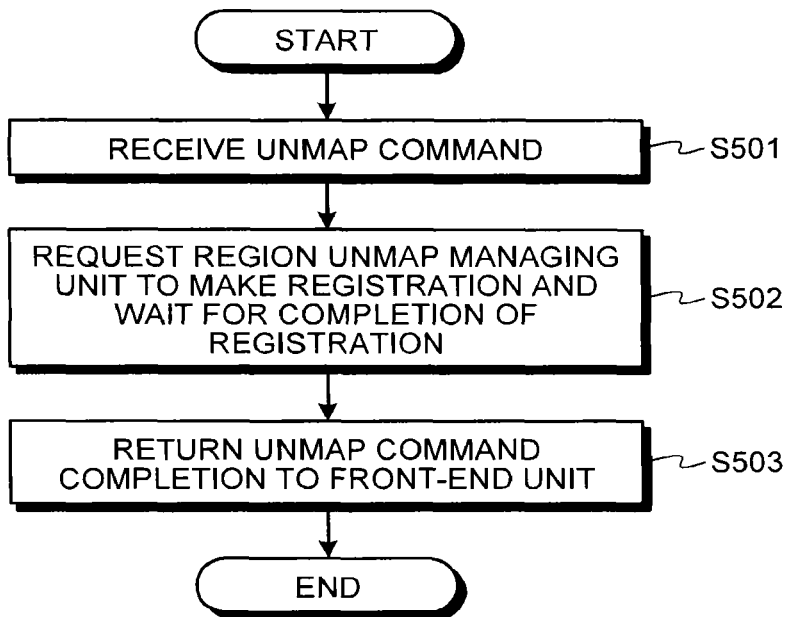 START
RECEIVE UNMAP COMMAND
S501
REQUEST REGION UNMAP MANAGING
UNIT TO MAKE REGISTRATION AND
WAIT FOR COMPLETION OF
REGISTRATION
S502
RETURN UNMAP COMMAND
COMPLETION TO FRONT-END UNIT
S503
END